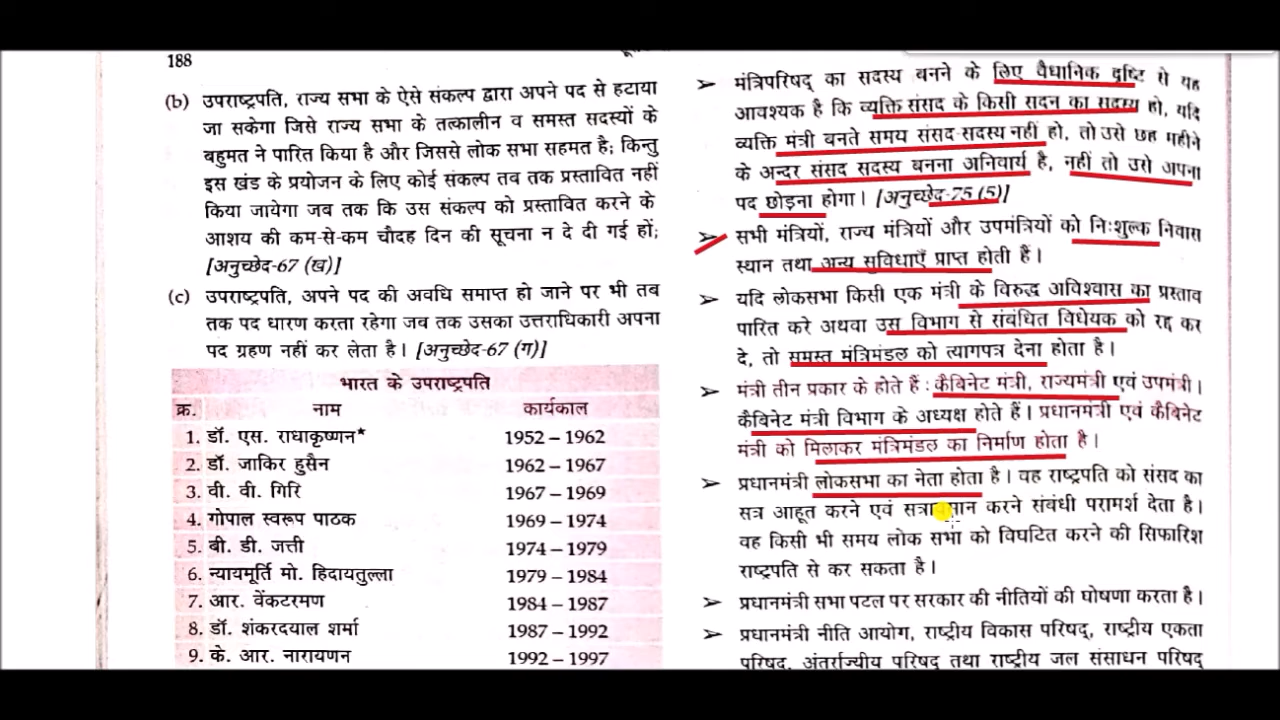 188
(b) उपराष्ट्रपति, राज्य सभा के ऐसे संकल्प द्वारा अपने पद से हटाया
जा सकेगा जिसे राज्य सभा के तत्कालीन व समस्त सदस्यों के
बहुमत ने पारित किया है और जिससे लोक सभा सहमत है; किन्तु
इस खंड के प्रयोजन के लिए कोई संकल्प तब तक प्रस्तावित नहीं
किया जायेगा जब तक कि उस संकल्प को प्रस्तावित करने के
आशय की कम-से-कम चौदह दिन की सूचना न दे दी गई हों;
[अनुच्छेद-67 (ख)]
(c) उपराष्ट्रपति, अपने पद की अवधि समाप्त हो जाने पर भी तब
तक पद धारण करता रहेगा जब तक उसका उत्तराधिकारी अपना
पद ग्रहण नहीं कर लेता है। [अनुच्छेद-67 (ग)]
भारत के उपराष्ट्रपति
क्र. नाम कार्यकाल
1. डॉ. एस. राधाकृष्णन* 1952 – 1962
2. डॉ. जाकिर हुसैन 1962 – 1967
3. वी. वी. गिरि 1967 – 1969
4. गोपाल स्वरूप पाठक 1969 – 1974
5. बी. डी. जत्ती 1974 – 1979
6. न्यायमूर्ति मो. हिदायतुल्ला 1979 – 1984
7. आर. वेंकटरमण 1984 – 1987
8. डॉ. शंकरदयाल शर्मा 1987 – 1992
9. के. आर. नारायणन 1992 – 1997
➢ मंत्रिपरिषद् का सदस्य बनने के लिए वैधानिक दृष्टि से यह
आवश्यक है कि व्यक्ति संसद के किसी सदन का सदस्य हो, यदि
व्यक्ति मंत्री बनते समय संसद-सदस्य नहीं हो, तो उसे छह महीने
के अन्दर संसद सदस्य बनना अनिवार्य है, नहीं तो उसे अपना
पद छोड़ना होगा। [अनुच्छेद-75 (5)]
➢ सभी मंत्रियों, राज्य मंत्रियों और उपमंत्रियों को निःशुल्क निवास
स्थान तथा अन्य सुविधाएँ प्राप्त होती हैं।
➢ यदि लोकसभा किसी एक मंत्री के विरुद्ध अविश्वास का प्रस्ताव
पारित करे अथवा उस विभाग से संबंधित विधेयक को रद्द कर
दे, तो समस्त मंत्रिमंडल को त्यागपत्र देना होता है।
➢ मंत्री तीन प्रकार के होते हैं : कैबिनेट मंत्री, राज्यमंत्री एवं उपमंत्री।
कैबिनेट मंत्री विभाग के अध्यक्ष होते हैं। प्रधानमंत्री एवं कैबिनेट
मंत्री को मिलाकर मंत्रिमंडल का निर्माण होता है।
➢ प्रधानमंत्री लोकसभा का नेता होता है। वह राष्ट्रपति को संसद का
सत्र आहूत करने एवं करने संबंधी परामर्श देता है।
वह किसी भी समय लोक सभा को विघटित करने की सिफारिश
राष्ट्रपति से कर सकता है।
➢ प्रधानमंत्री सभा पटल पर सरकार की नीतियों की घोषणा करता है।
➢ प्रधानमंत्री नीति आयोग, राष्ट्रीय विकास परिषद्, राष्ट्रीय एकता
परिषद्, अंतर्राज्यीय परिषद् तथा राष्ट्रीय जल संसाधन परिषद्